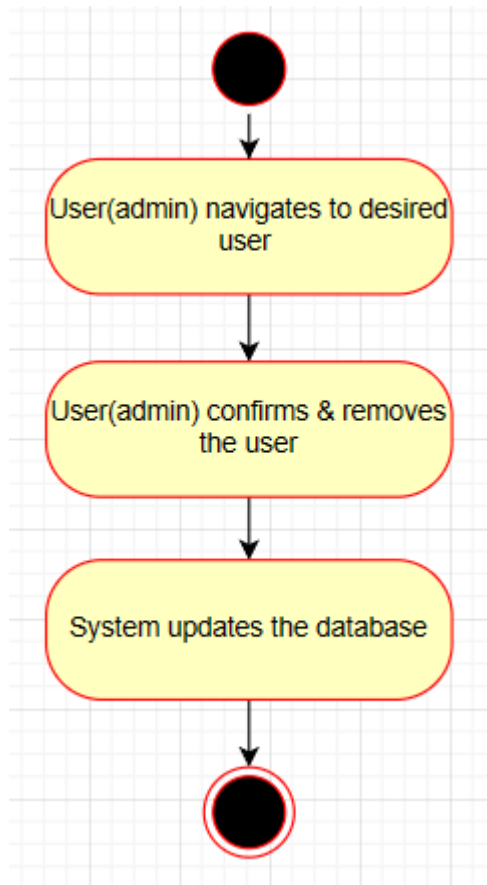 User(admin) navigates to desired
user
User(admin) confirms & removes
the user
System updates the database